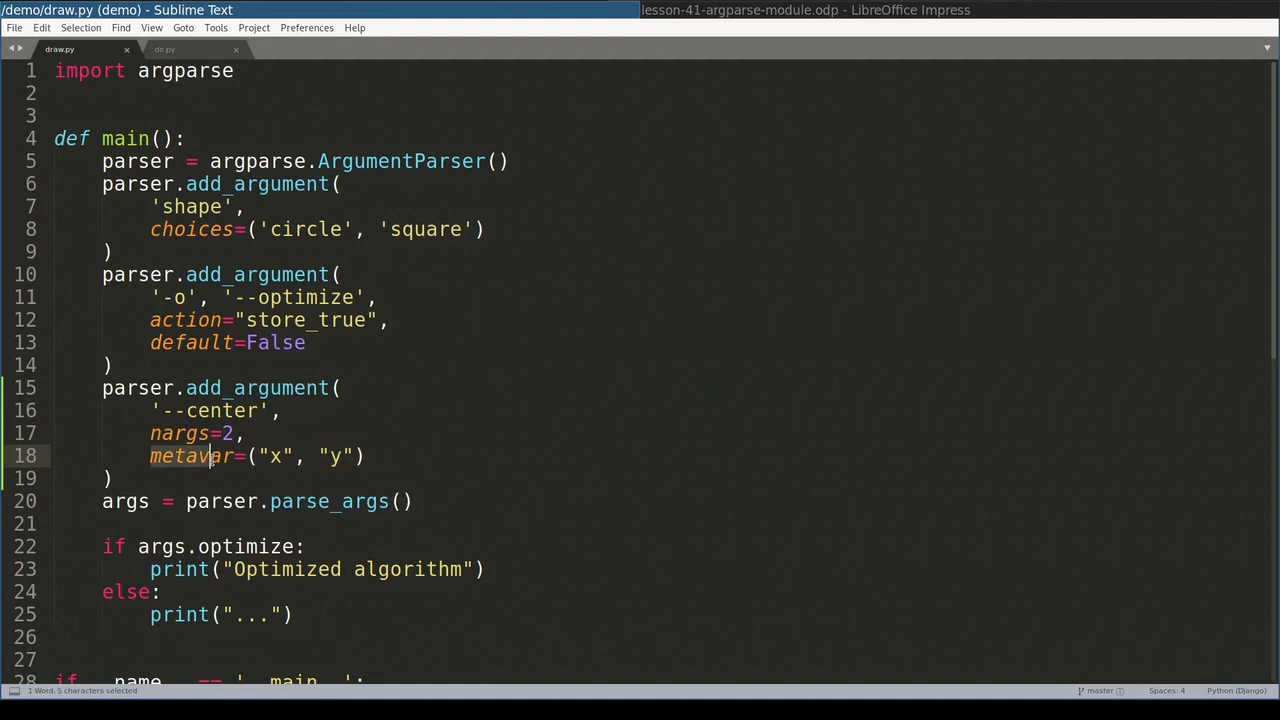 /demo/draw.py (demo) - Sublime Text
lesson-41-argparse-module.odp - LibreOffice Impress
File Edit Selection Find View Goto Tools Project Preferences Help
draw.py × do.py ×
1 import argparse
2
3
4 def main():
5     parser = argparse.ArgumentParser()
6     parser.add_argument(
7         'shape',
8         choices=('circle', 'square')
9     )
10     parser.add_argument(
11         '-o', '--optimize',
12         action="store_true",
13         default=False
14     )
15     parser.add_argument(
16         '--center',
17         nargs=2,
18         metavar=("x", "y")
19     )
20     args = parser.parse_args()
21
22     if args.optimize:
23         print("Optimized algorithm")
24     else:
25         print("...")
26
27
28 if __name__ == '__main__':
1 Word, 5 characters selected
master
Spaces: 4
Python (Django)